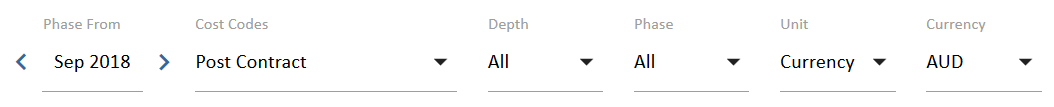 Phase From Cost Codes Depth Phase Unit Currency
Sep 2018 Post Contract All All Currency AUD